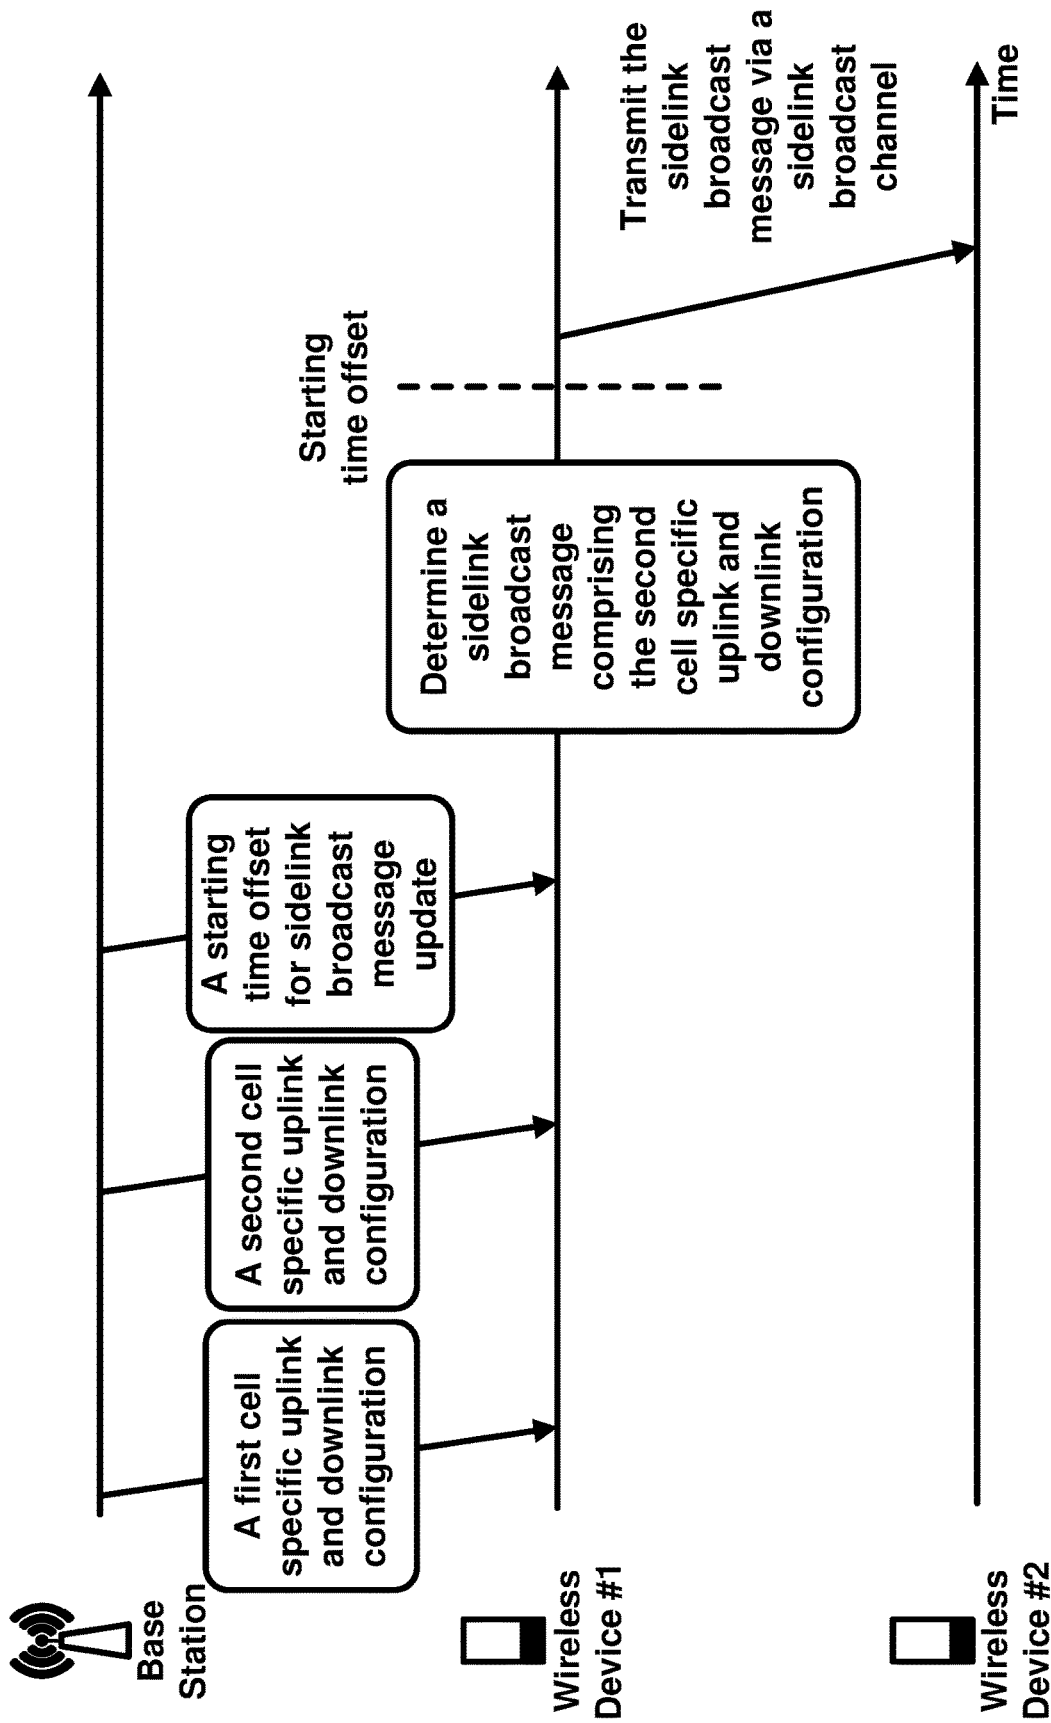 Base
Station
A first cell
specific uplink
and downlink
configuration
A second cell
specific uplink
and downlink
configuration
A starting
time offset
for sidelink
broadcast
message
update
Wireless
Device #1
Determine a
sidelink
broadcast
message
comprising
the second
cell specific
uplink and
downlink
configuration
Starting
time offset
Transmit the
sidelink
broadcast
message via a
sidelink
broadcast
channel
Wireless
Device #2
Time